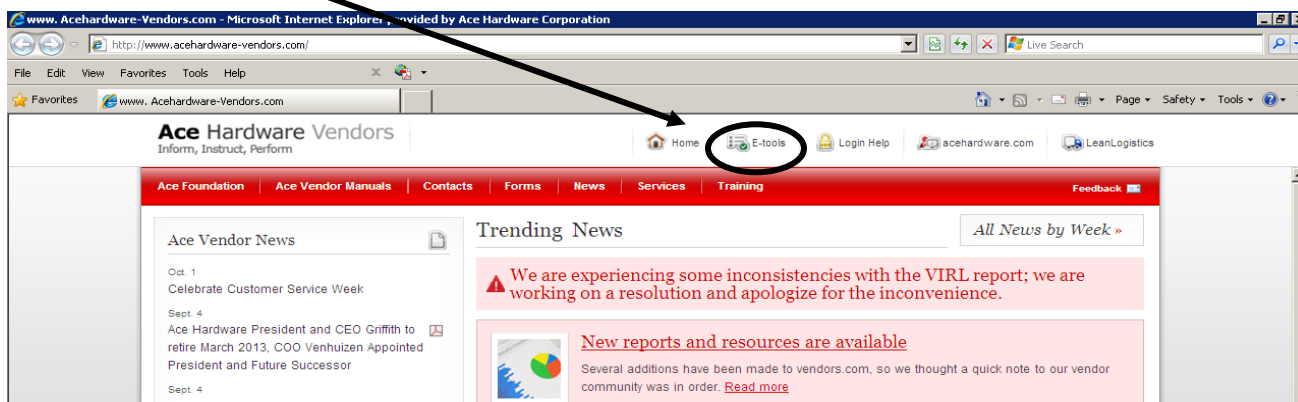 www. Acehardware-Vendors.com - Microsoft Internet Explorer provided by Ace Hardware Corporation
http://www.acehardware-vendors.com/
Live Search
File Edit View Favorites Tools Help
Favorites
www. Acehardware-Vendors.com
Page Safety Tools
Ace Hardware Vendors
Inform, Instruct, Perform
Home
E-tools
Login Help
acehardware.com
LeanLogistics
Ace Foundation
Ace Vendor Manuals
Contacts
Forms
News
Services
Training
Feedback
Ace Vendor News
Oct. 1
Celebrate Customer Service Week
Sept. 4
Ace Hardware President and CEO Griffith to
retire March 2013, COO Venhuizen Appointed
President and Future Successor
Sept. 4
Trending News
All News by Week »
We are experiencing some inconsistencies with the VIRL report; we are
working on a resolution and apologize for the inconvenience.
New reports and resources are available
Several additions have been made to vendors.com, so we thought a quick note to our vendor
community was in order. Read more